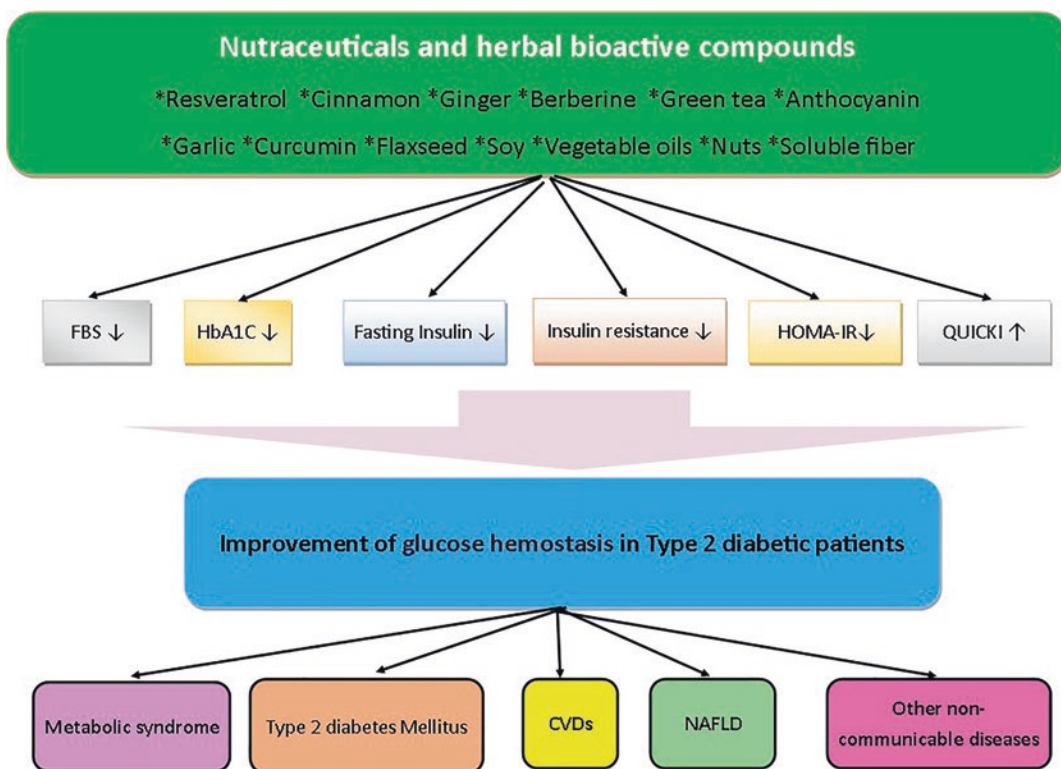 Nutraceuticals and herbal bioactive compounds
*Resveratrol *Cinnamon *Ginger *Berberine *Green tea *Anthocyanin
*Garlic *Curcumin *Flaxseed *Soy *Vegetable oils *Nuts *Soluble fiber
FBS ↓
HbA1C ↓
Fasting Insulin ↓
Insulin resistance ↓
HOMA-IR↓
QUICKI ↑
Improvement of glucose hemostasis in Type 2 diabetic patients
Metabolic syndrome
Type 2 diabetes Mellitus
CVDs
NAFLD
Other non-
communicable diseases